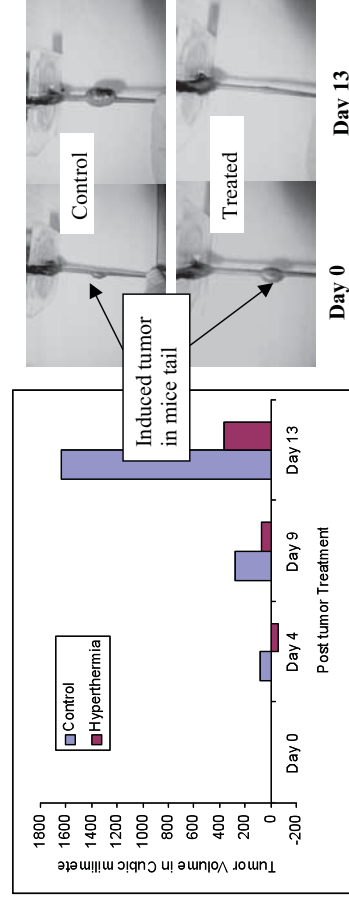 Tumor Volume in Cubic milimete
1800
1600
1400
1200
1000
800
600
400
200
0
-200
Control
Hyperthermia
Day 0
Day 4
Day 9
Day 13
Post tumor Treatment
Induced tumor
in mice tail
Control
Treated
Day 0
Day 13